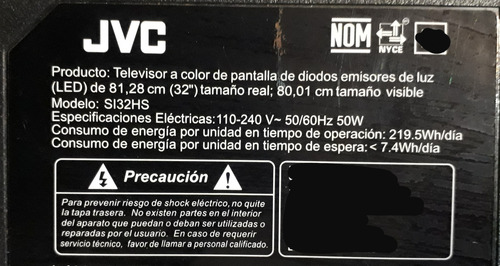 JVC
NOM
NYCE
Producto: Televisor a color de pantalla de diodos emisores de luz
(LED) de 81,28 cm (32") tamaño real; 80,01 cm tamaño visible
Modelo: SI32HS
Especificaciones Eléctricas:110-240 V~ 50/60Hz 50W
Consumo de energía por unidad en tiempo de operación: 219.5Wh/día
Consumo de energía por unidad en tiempo de espera:< 7.4Wh/día
Precaución
Para prevenir riesgo de shock eléctrico, no quite
la tapa trasera. No existen partes en el interior
del aparato que puedan o deban ser utilizadas o
reparadas por el usuario. En caso de requerir
servicio técnico, favor de llamar a personal calificado.